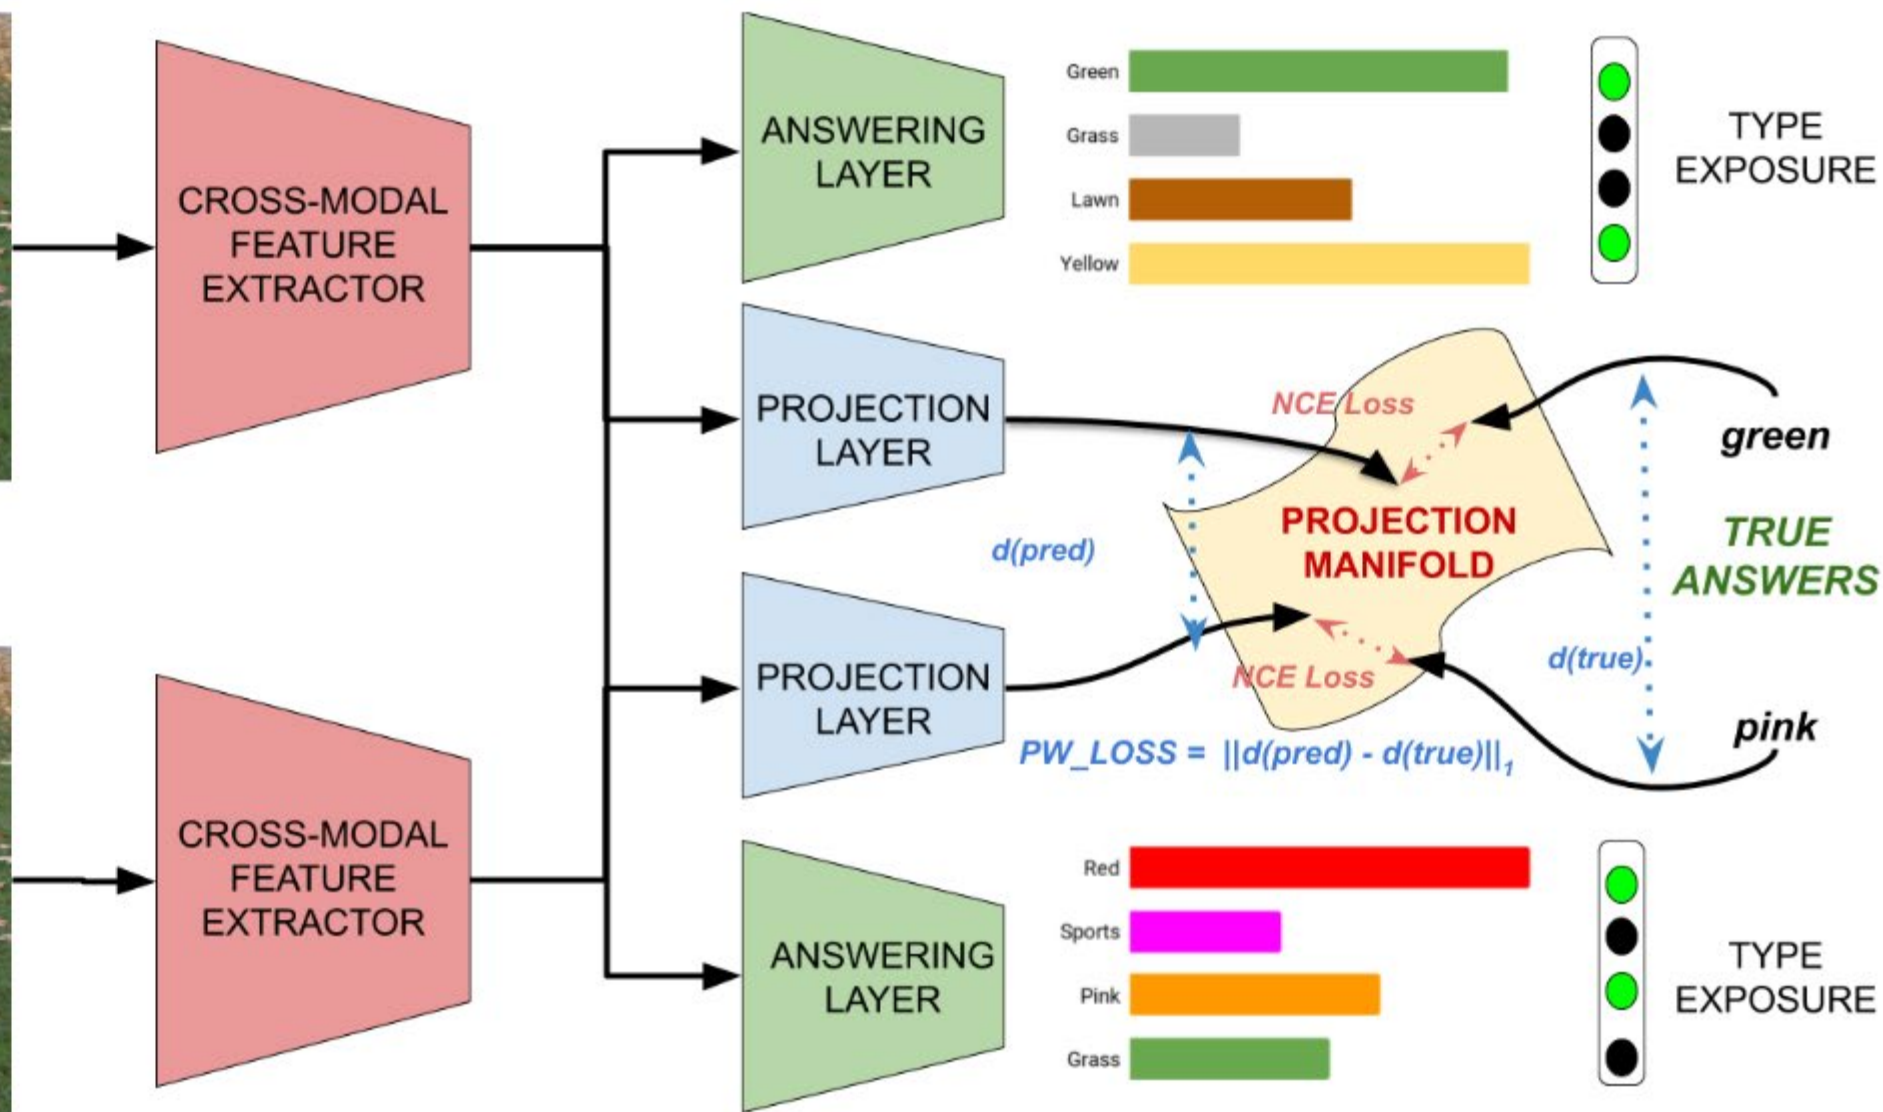 CROSS-MODAL
FEATURE
EXTRACTOR
ANSWERING
LAYER
Green
Grass
Lawn
Yellow
TYPE
EXPOSURE
PROJECTION
LAYER
NCE Loss
green
d(pred)
PROJECTION
MANIFOLD
TRUE
ANSWERS
PROJECTION
LAYER
NCE Loss
d(true)
pink
PW_LOSS = ||d(pred) - d(true)||₁
CROSS-MODAL
FEATURE
EXTRACTOR
ANSWERING
LAYER
Red
Sports
Pink
Grass
TYPE
EXPOSURE